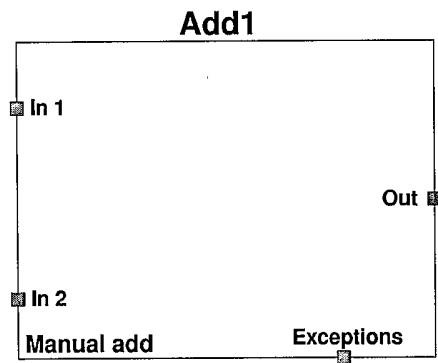 Add1
In 1
Out
In 2
Manual add
Exceptions